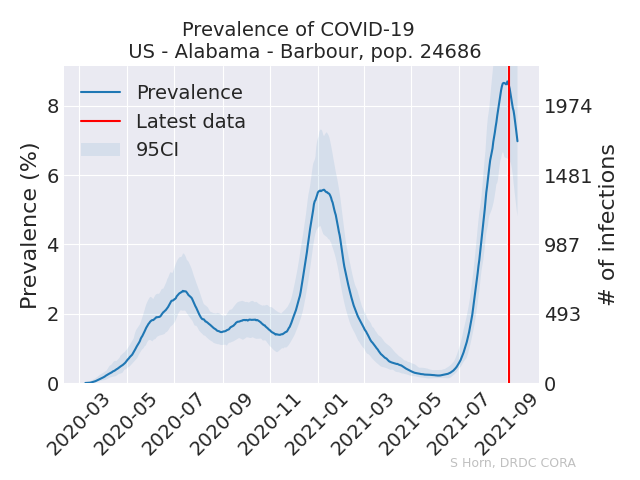 Prevalence of COVID-19
US - Alabama - Barbour, pop. 24686
Prevalence
Latest data
95CI
Prevalence (%)
8
6
4
2
0
1974
1481
987
493
0
# of infections
2020-03
2020-05
2020-07
2020-09
2020-11
2021-01
2021-03
2021-05
2021-07
2021-09
S Horn, DRDC CORA